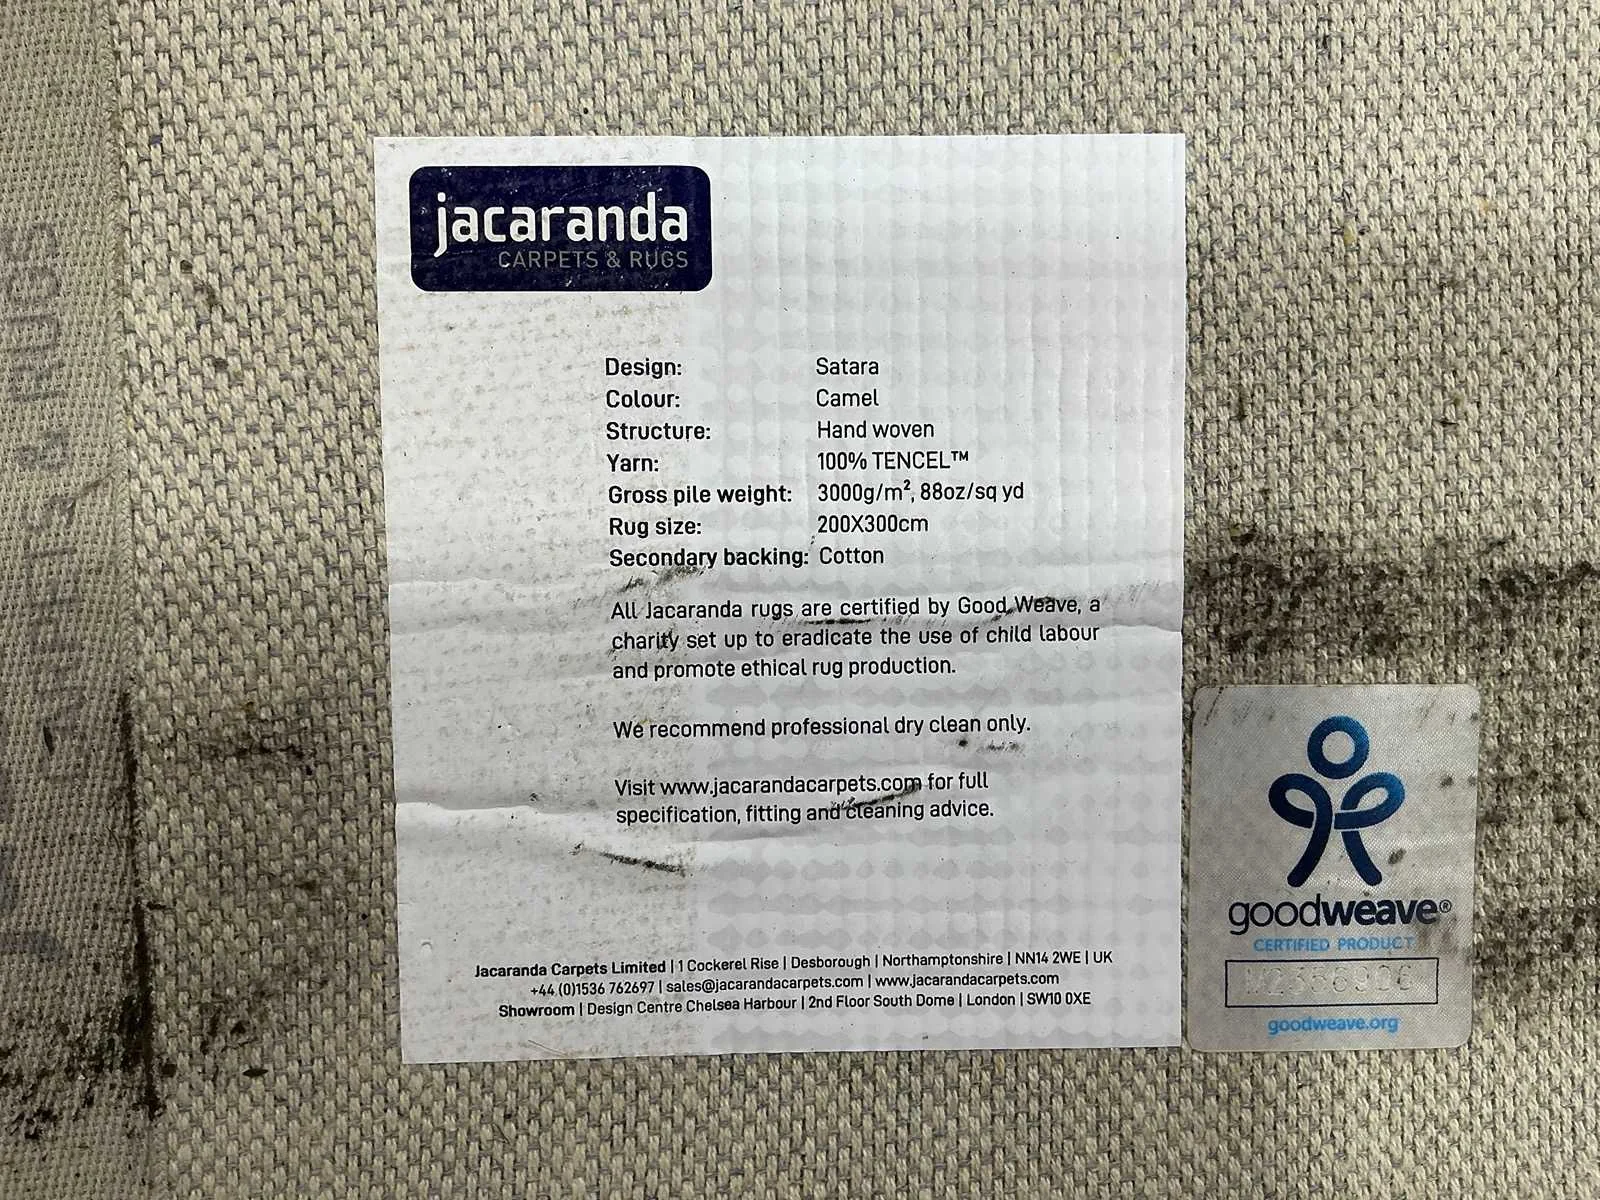 jacaranda
CARPETS & RUGS
Design: Satara
Colour: Camel
Structure: Hand woven
Yarn: 100% TENCEL™
Gross pile weight: 3000g/m², 88oz/sq yd
Rug size: 200X300cm
Secondary backing: Cotton
All Jacaranda rugs are certified by Good Weave, a
charity set up to eradicate the use of child labour
and promote ethical rug production.
We recommend professional dry clean only.
Visit www.jacarandacarpets.com for full
specification, fitting and cleaning advice.
Jacaranda Carpets Limited | 1 Cockerel Rise | Desborough | Northamptonshire | NN14 2WE | UK
+44 (0)1536 762697 | sales@jacarandacarpets.com | www.jacarandacarpets.com
Showroom | Design Centre Chelsea Harbour | 2nd Floor South Dome | London | SW10 0XE
goodweave®
CERTIFIED PRODUCT
goodweave.org